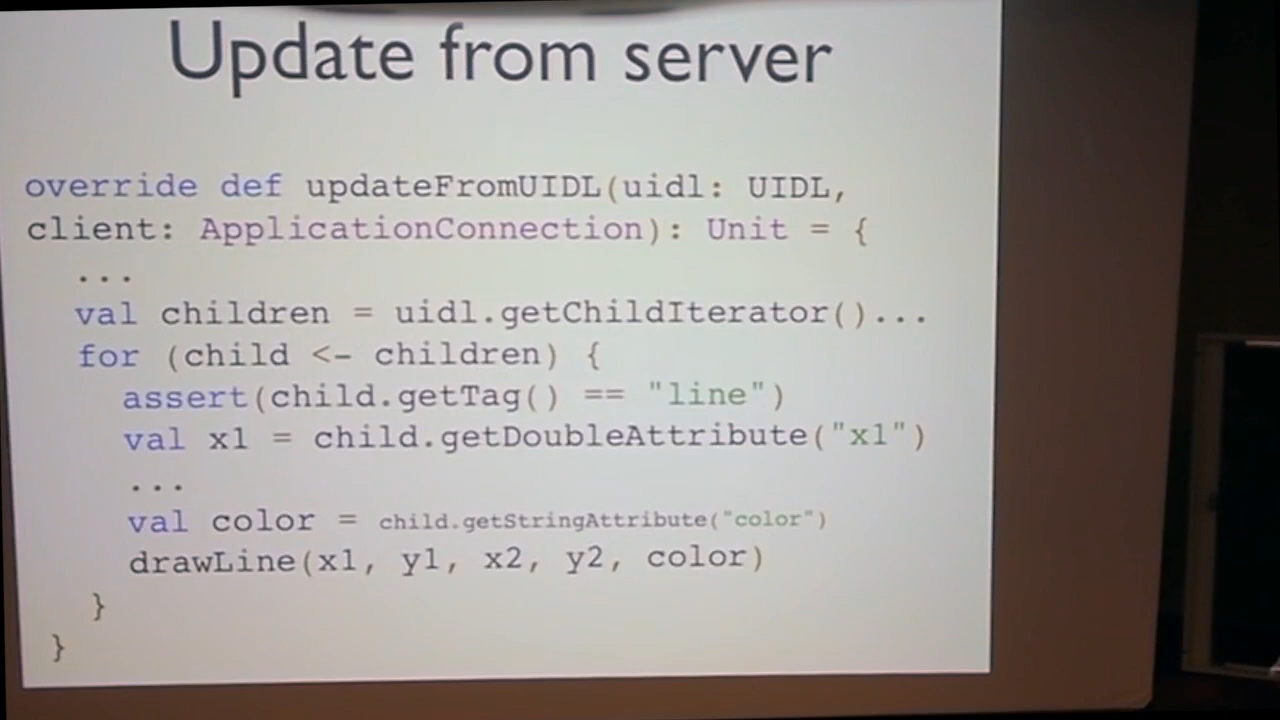 Update from server
override def updateFromUIDL(uidl: UIDL,
client: ApplicationConnection): Unit = {
...
val children = uidl.getChildIterator()...
for (child <- children) {
assert(child.getTag() == "line")
val x1 = child.getDoubleAttribute("x1")
...
val color = child.getStringAttribute("color")
drawLine(x1, y1, x2, y2, color)
}
}